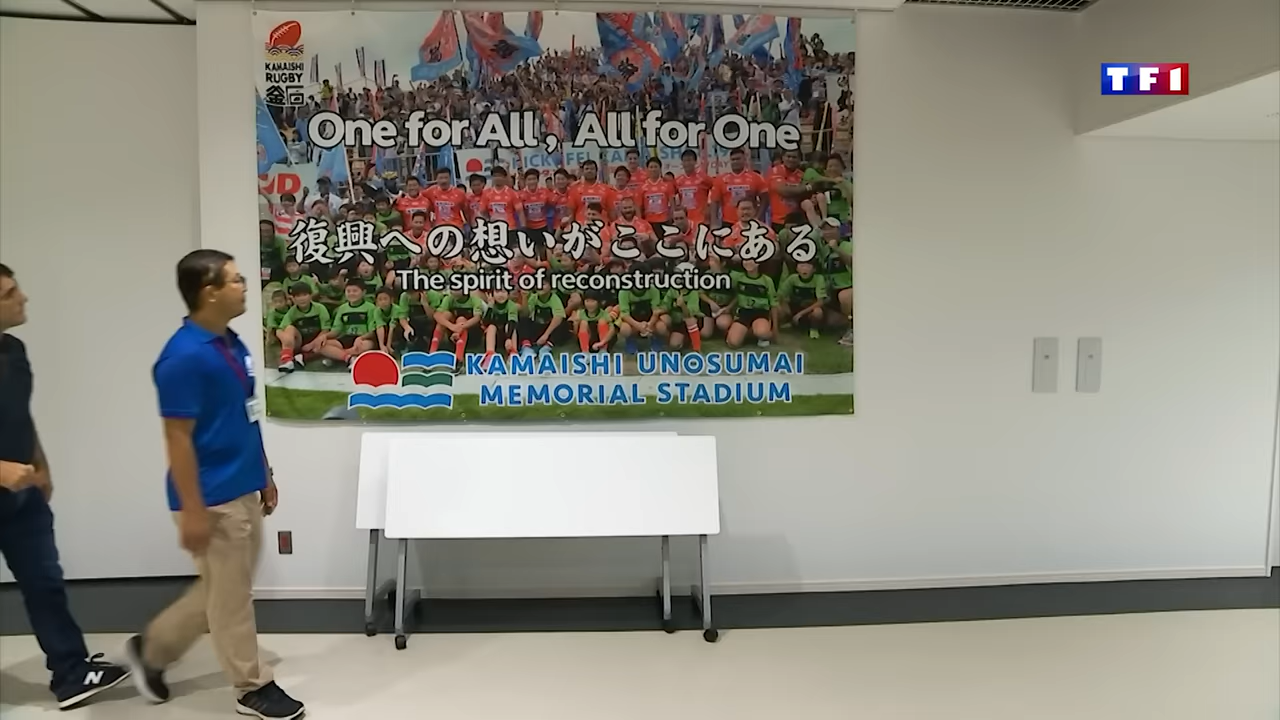 TF1
KAMAISHI
RUGBY
釜石
One for All, All for One
復興への想いがここにある
The spirit of reconstruction
KAMAISHI UNOSUMAI
MEMORIAL STADIUM
N